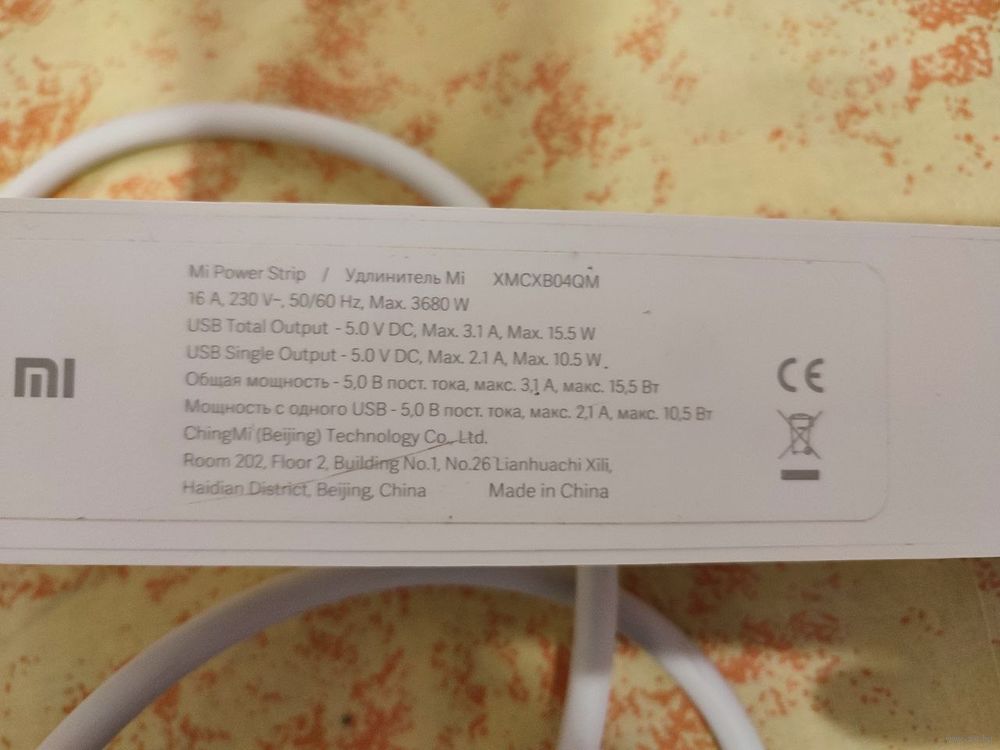 Mi Power Strip / Удлинитель Mi XMCXB04QM
16 A, 230 V~, 50/60 Hz, Max. 3680 W
USB Total Output - 5.0 V DC, Max. 3.1 A, Max. 15.5 W
USB Single Output - 5.0 V DC, Max. 2.1 A, Max. 10.5 W
Общая мощность - 5,0 В пост. тока, макс. 3,1 А, макс. 15,5 Вт
Мощность с одного USB - 5,0 В пост. тока, макс. 2,1 А, макс. 10,5 Вт
ChingMi (Beijing) Technology Co., Ltd.
Room 202, Floor 2, Building No.1, No.26 Lianhuachi Xili,
Haidian District, Beijing, China Made in China
MI
CE